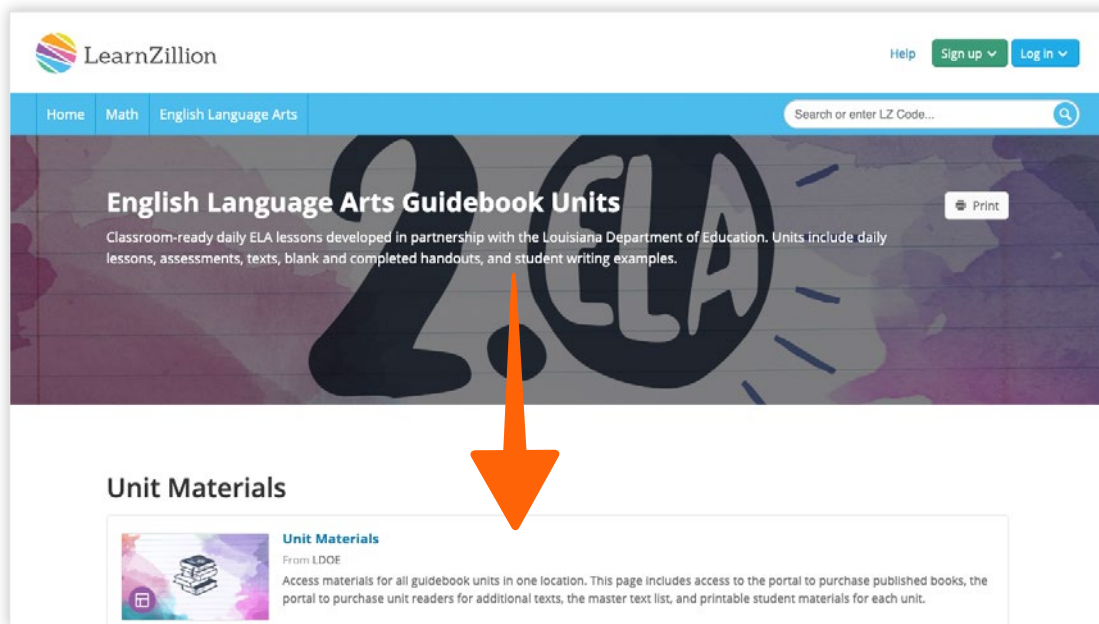 LearnZillion
Help
Sign up
Log in
Home
Math
English Language Arts
Search or enter LZ Code...
2.ELA
English Language Arts Guidebook Units
Print
Classroom-ready daily ELA lessons developed in partnership with the Louisiana Department of Education. Units include daily
lessons, assessments, texts, blank and completed handouts, and student writing examples.
Unit Materials
Unit Materials
From LDOE
Access materials for all guidebook units in one location. This page includes access to the portal to purchase published books, the
portal to purchase unit readers for additional texts, the master text list, and printable student materials for each unit.